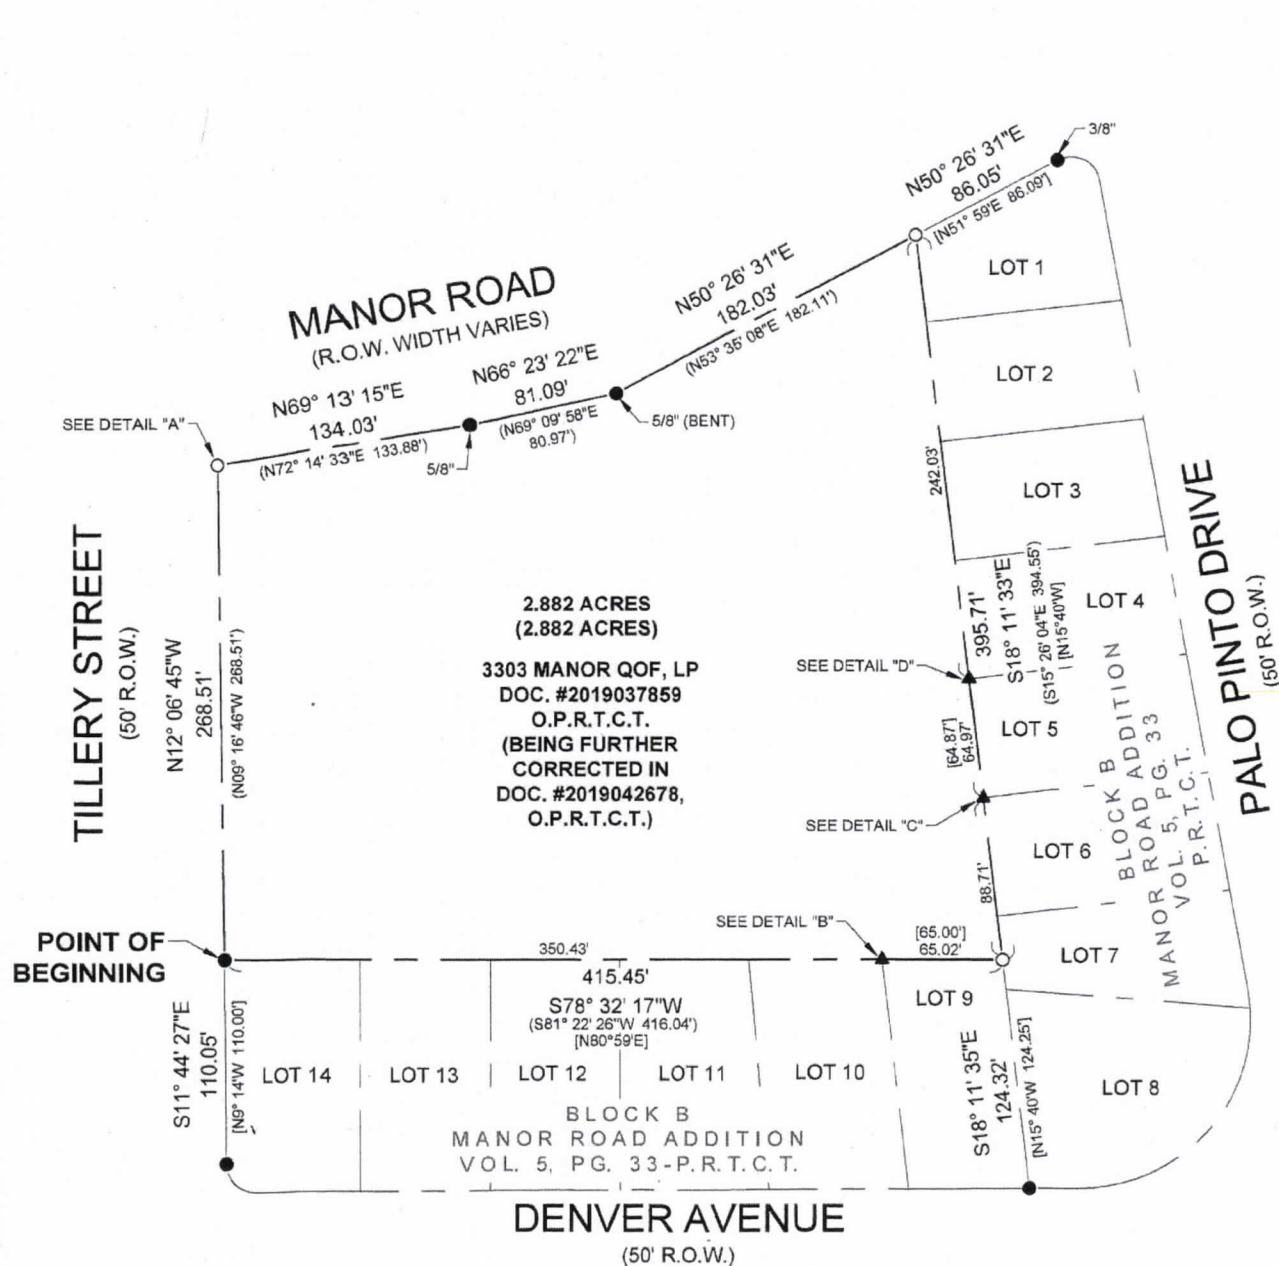 3/8"
N50° 26' 31"E
86.05'
[N51° 59'E 86.09']
LOT 1
N50° 26' 31"E
182.03'
(N53° 35' 08"E 182.11')
MANOR ROAD
(R.O.W. WIDTH VARIES)
N66° 23' 22"E
81.09'
(N69° 09' 58"E
80.97')
N69° 13' 15"E
134.03'
(N72° 14' 33"E 133.88')
SEE DETAIL "A"
5/8"
5/8" (BENT)
LOT 2
242.03'
LOT 3
TILLERY STREET
(50' R.O.W.)
N12° 06' 45"W
268.51'
(N09° 16' 46"W 268.51')
2.882 ACRES
(2.882 ACRES)
3303 MANOR QOF, LP
DOC. #2019037859
O.P.R.T.C.T.
(BEING FURTHER
CORRECTED IN
DOC. #2019042678,
O.P.R.T.C.T.)
395.71'
S18° 11' 33"E
(S15° 26' 04"E 394.55')
[N15°40'W]
LOT 4
PALO PINTO DRIVE
(50' R.O.W.)
SEE DETAIL "D"
[64.87']
64.97'
LOT 5
BLOCK B
MANOR ROAD ADDITION
VOL. 5, PG. 33
P.R.T.C.T.
SEE DETAIL "C"
LOT 6
88.71'
SEE DETAIL "B"
[65.00']
65.02'
LOT 7
POINT OF
BEGINNING
350.43'
415.45'
S78° 32' 17"W
(S81° 22' 26"W 416.04')
[N80°59'E]
S11° 44' 27"E
110.05'
[N9° 14'W 110.00']
LOT 14
LOT 13
LOT 12
LOT 11
LOT 10
LOT 9
S18° 11' 35"E
124.32'
[N15° 40'W 124.25']
LOT 8
BLOCK B
MANOR ROAD ADDITION
VOL. 5, PG. 33-P.R.T.C.T.
DENVER AVENUE
(50' R.O.W.)